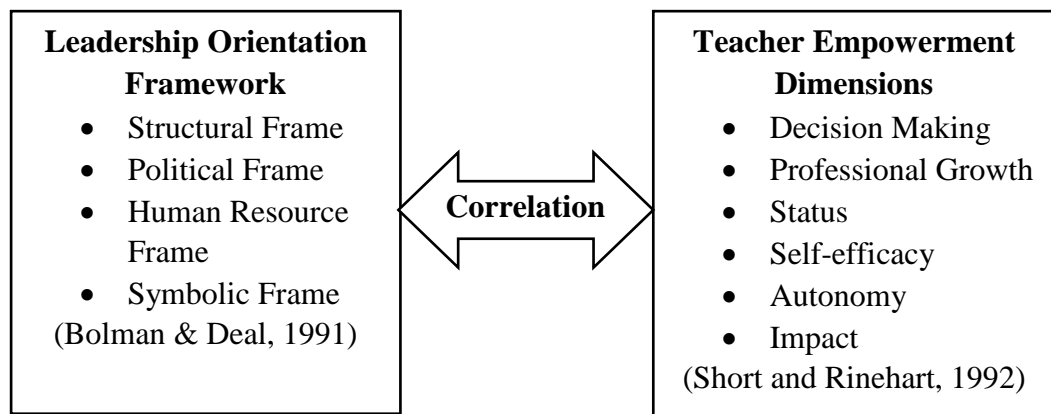 Leadership Orientation
Framework
• Structural Frame
• Political Frame
• Human Resource
Frame
• Symbolic Frame
(Bolman & Deal, 1991)
Correlation
Teacher Empowerment
Dimensions
• Decision Making
• Professional Growth
• Status
• Self-efficacy
• Autonomy
• Impact
(Short and Rinehart, 1992)